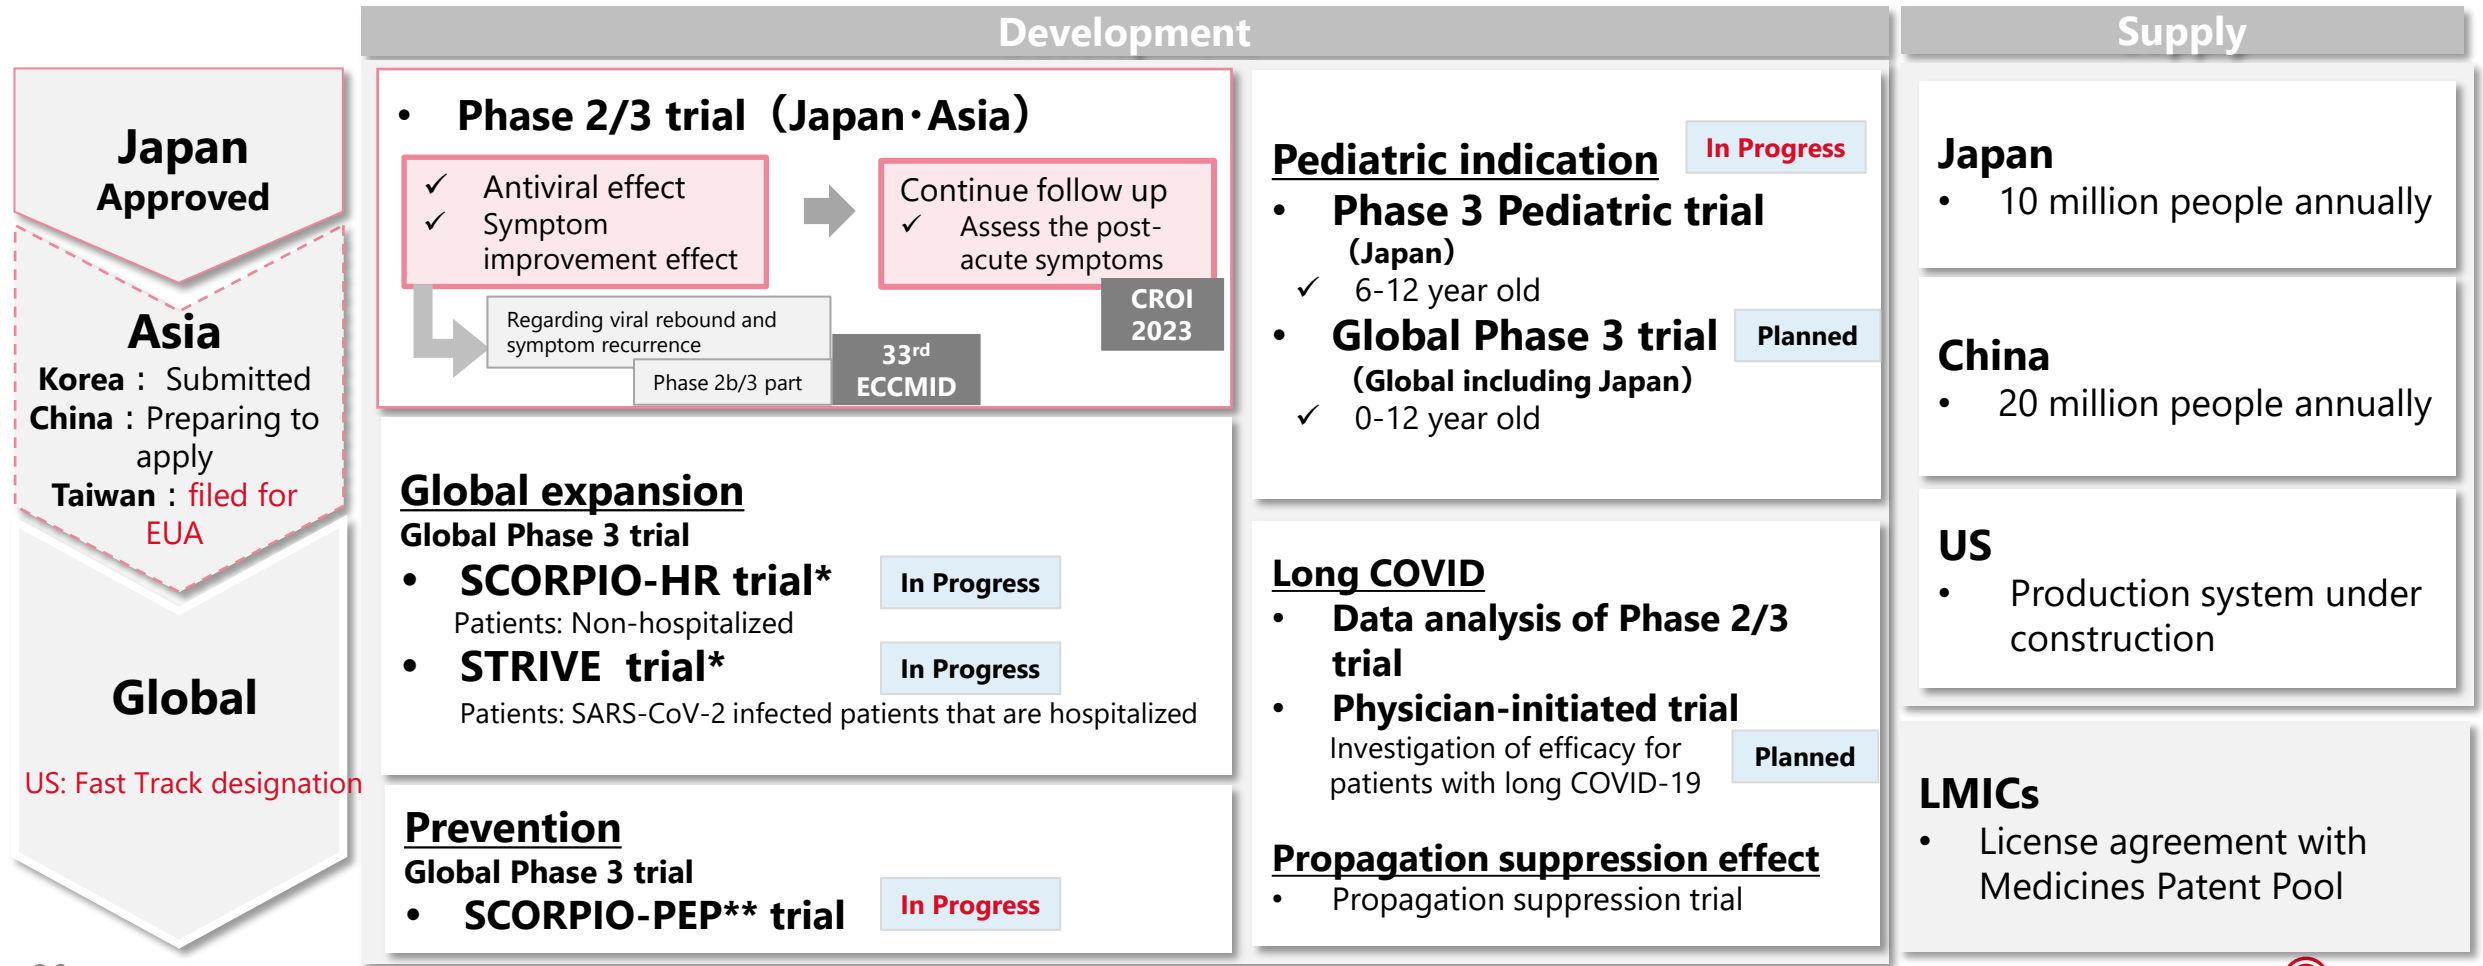 Development
Supply
Japan
Approved
Asia
Korea： Submitted
China：Preparing to
apply
Taiwan：filed for
EUA
Global
US: Fast Track designation
• Phase 2/3 trial（Japan・Asia）
✓ Antiviral effect
✓ Symptom
improvement effect
Continue follow up
✓ Assess the post-
acute symptoms
CROI
2023
Regarding viral rebound and
symptom recurrence
Phase 2b/3 part
33rd
ECCMID
Global expansion
Global Phase 3 trial
• SCORPIO-HR trial*
In Progress
Patients: Non-hospitalized
• STRIVE trial*
In Progress
Patients: SARS-CoV-2 infected patients that are hospitalized
Prevention
Global Phase 3 trial
• SCORPIO-PEP** trial
In Progress
Pediatric indication
In Progress
• Phase 3 Pediatric trial
（Japan）
✓ 6-12 year old
• Global Phase 3 trial
Planned
（Global including Japan）
✓ 0-12 year old
Long COVID
• Data analysis of Phase 2/3
trial
• Physician-initiated trial
Investigation of efficacy for
patients with long COVID-19
Planned
Propagation suppression effect
• Propagation suppression trial
Japan
• 10 million people annually
China
• 20 million people annually
US
• Production system under
construction
LMICs
• License agreement with
Medicines Patent Pool